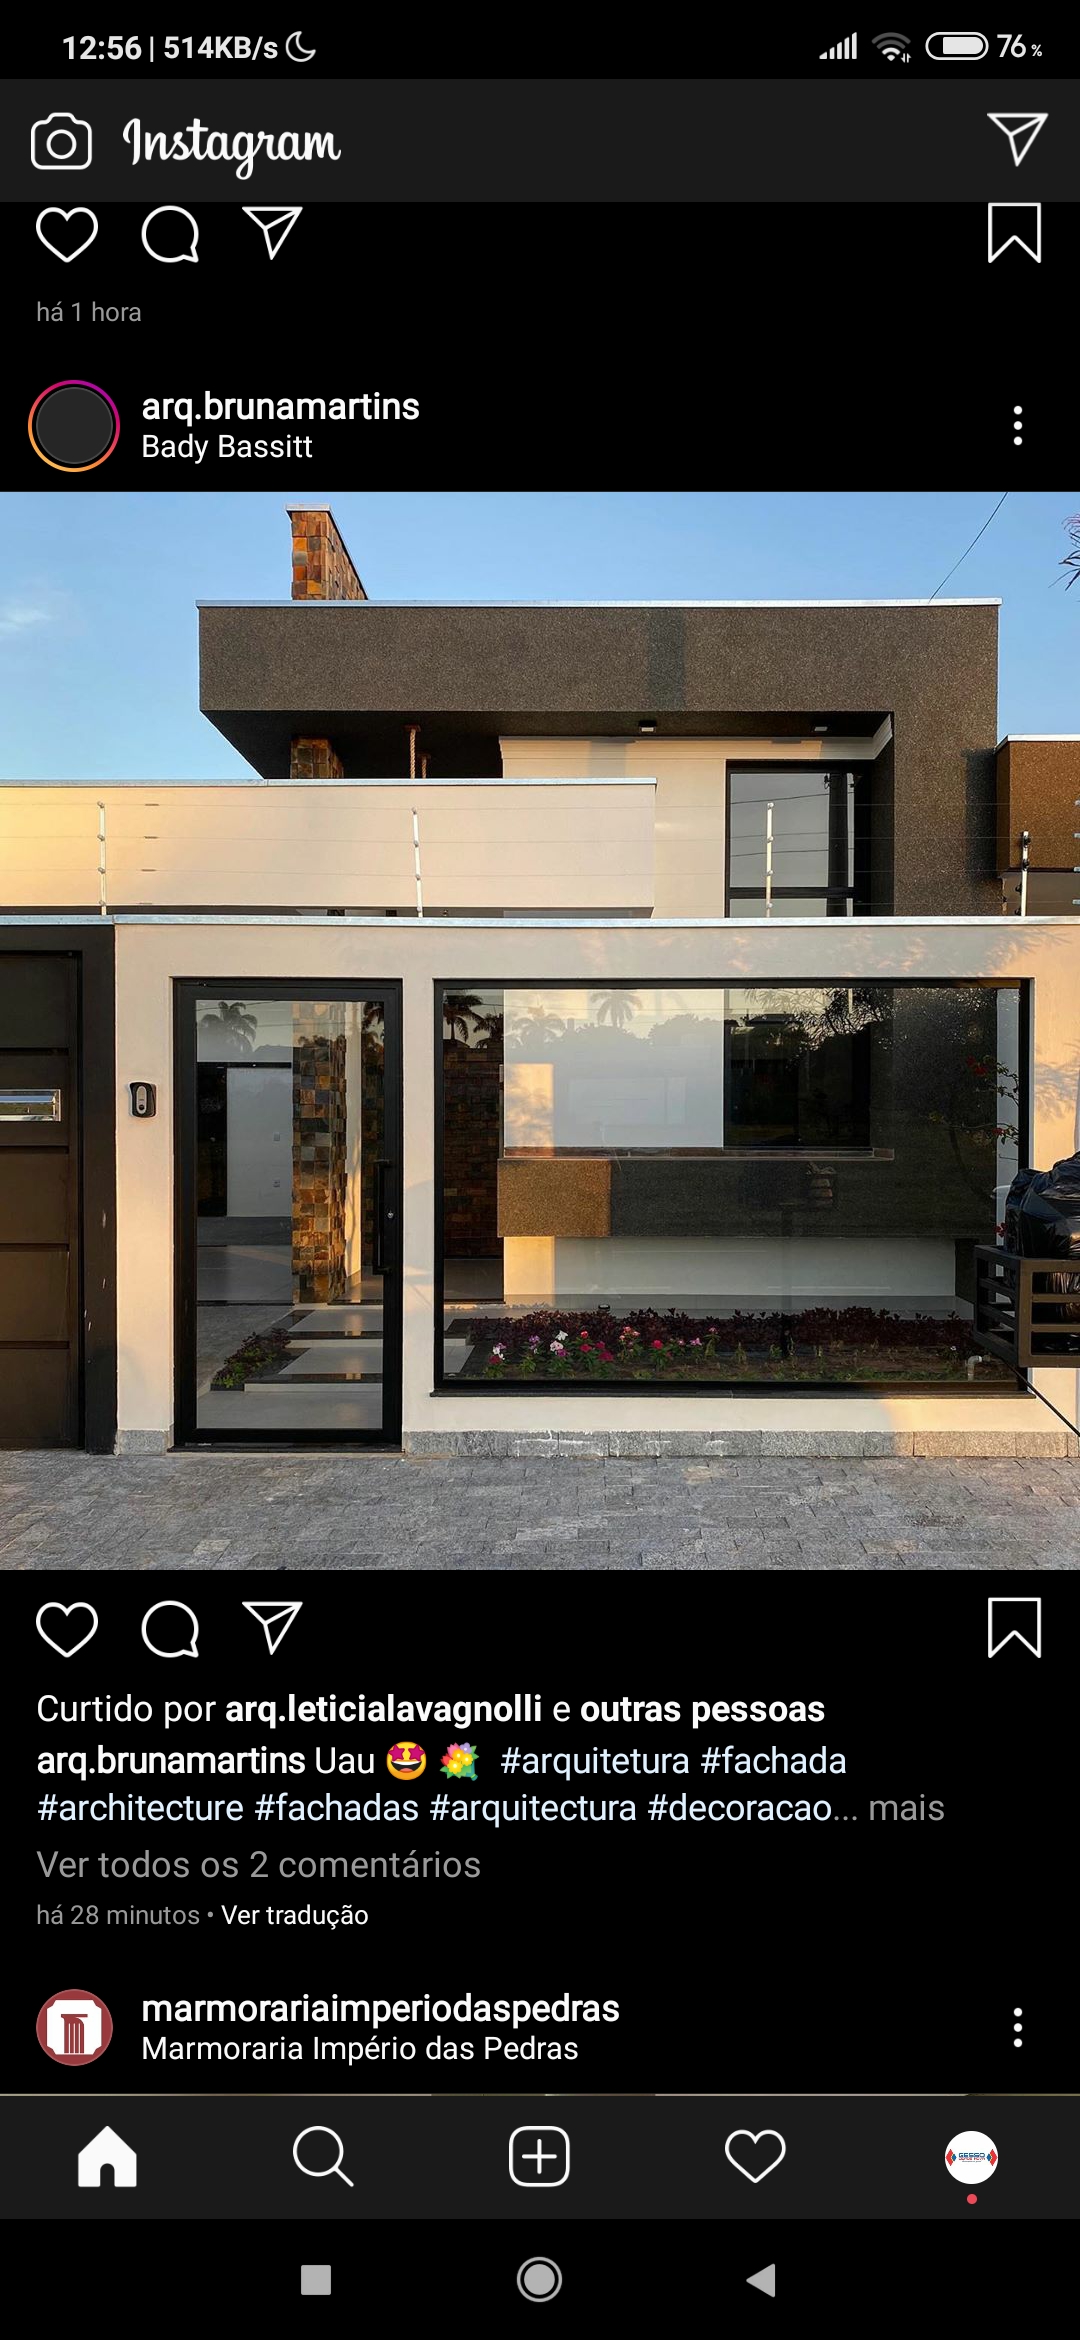 12:56 | 514KB/s
76%
Instagram
há 1 hora
arq.brunamartins
Bady Bassitt
Curtido por arq.leticialavagnolli e outras pessoas
arq.brunamartins Uau 🤩 💐 #arquitetura #fachada
#architecture #fachadas #arquitectura #decoracao... mais
Ver todos os 2 comentários
há 28 minutos • Ver tradução
marmorariaimperiodaspedras
Marmoraria Império das Pedras
GESSO